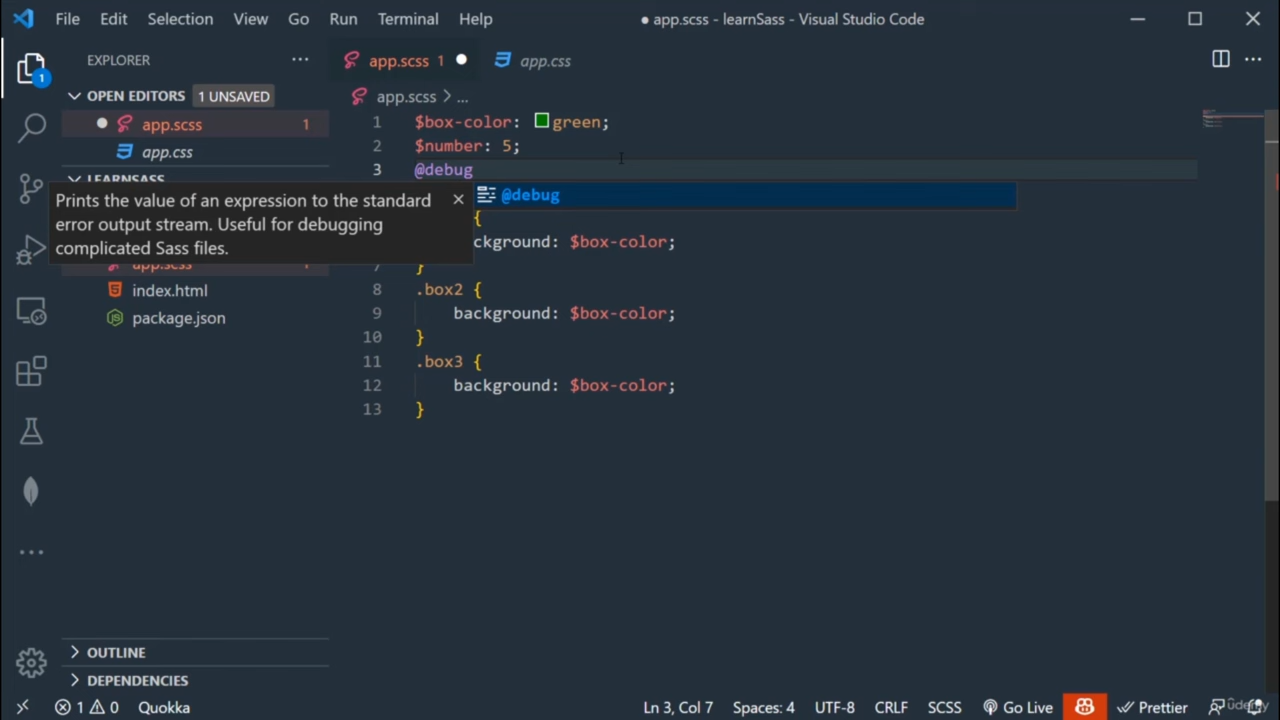 File Edit Selection View Go Run Terminal Help
● app.scss - learnSass - Visual Studio Code
EXPLORER
app.scss 1
app.css
OPEN EDITORS 1 UNSAVED
app.scss > ...
app.scss 1
app.css
LEARNSASS
Prints the value of an expression to the standard
error output stream. Useful for debugging
complicated Sass files.
app.scss
index.html
package.json
1 $box-color: green;
2 $number: 5;
3 @debug
@debug
{
ckground: $box-color;
7 }
8 .box2 {
9 background: $box-color;
10 }
11 .box3 {
12 background: $box-color;
13 }
OUTLINE
DEPENDENCIES
1 0 Quokka Ln 3, Col 7 Spaces: 4 UTF-8 CRLF SCSS Go Live Prettier
udemy